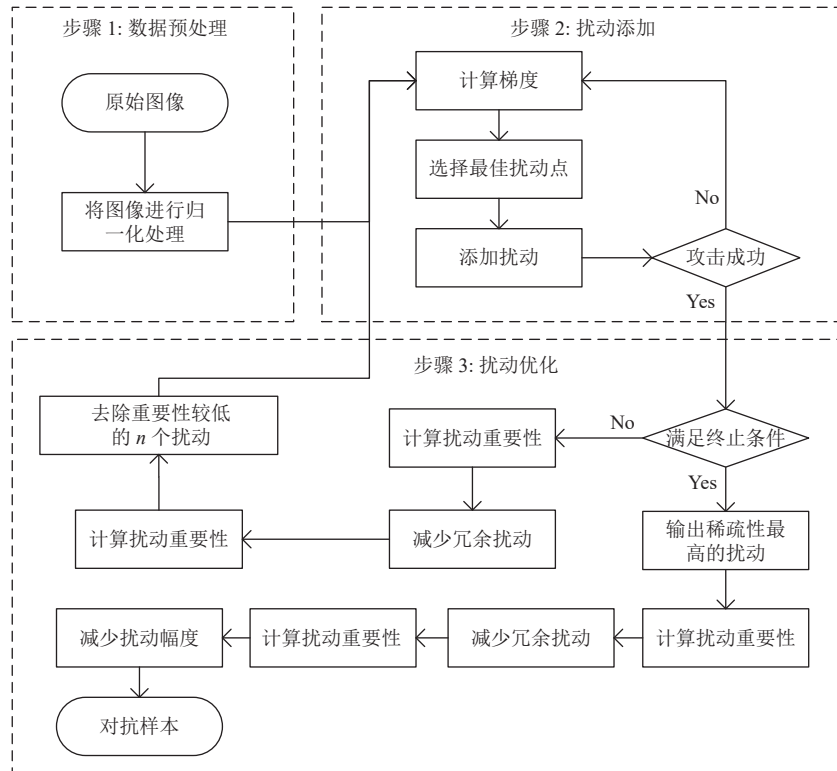 步骤 1: 数据预处理
原始图像
将图像进行归
一化处理
步骤 2: 扰动添加
计算梯度
选择最佳扰动点
添加扰动
No
攻击成功
Yes
步骤 3: 扰动优化
去除重要性较低
的 n 个扰动
计算扰动重要性
No
满足终止条件
Yes
计算扰动重要性
减少冗余扰动
输出稀疏性最
高的扰动
减少扰动幅度
计算扰动重要性
减少冗余扰动
计算扰动重要性
对抗样本